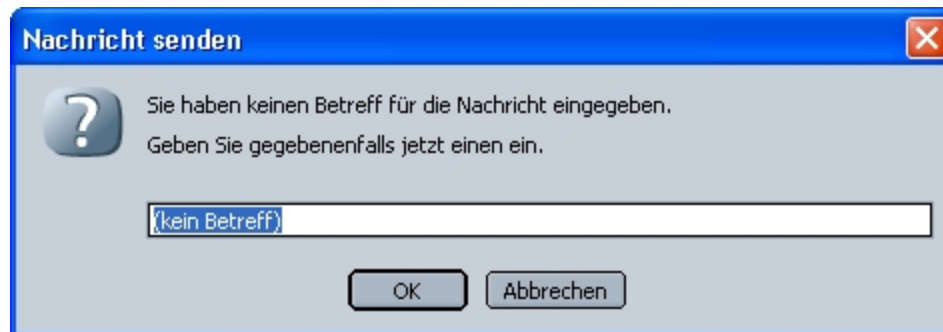 Nachricht senden
Sie haben keinen Betreff für die Nachricht eingegeben.
Geben Sie gegebenenfalls jetzt einen ein.
(kein Betreff)
OK
Abbrechen